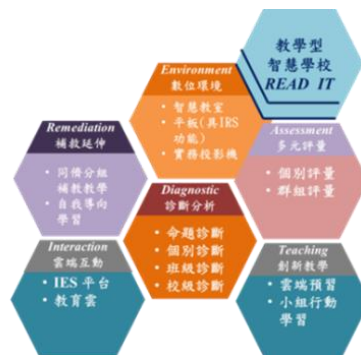 教學型
智慧學校
READ IT
Environment
數位環境
• 智慧教室
• 平板(具IRS
功能)
• 實務投影機
Remediation
補救延伸
• 同儕分組
補救教學
• 自我導向
學習
Assessment
多元評量
• 個別評量
• 群組評量
Diagnostic
診斷分析
• 命題診斷
• 個別診斷
• 班級診斷
• 校級診斷
Interaction
雲端互動
• IES 平台
• 教育雲
Teaching
創新教學
• 雲端預習
• 小組行動
學習